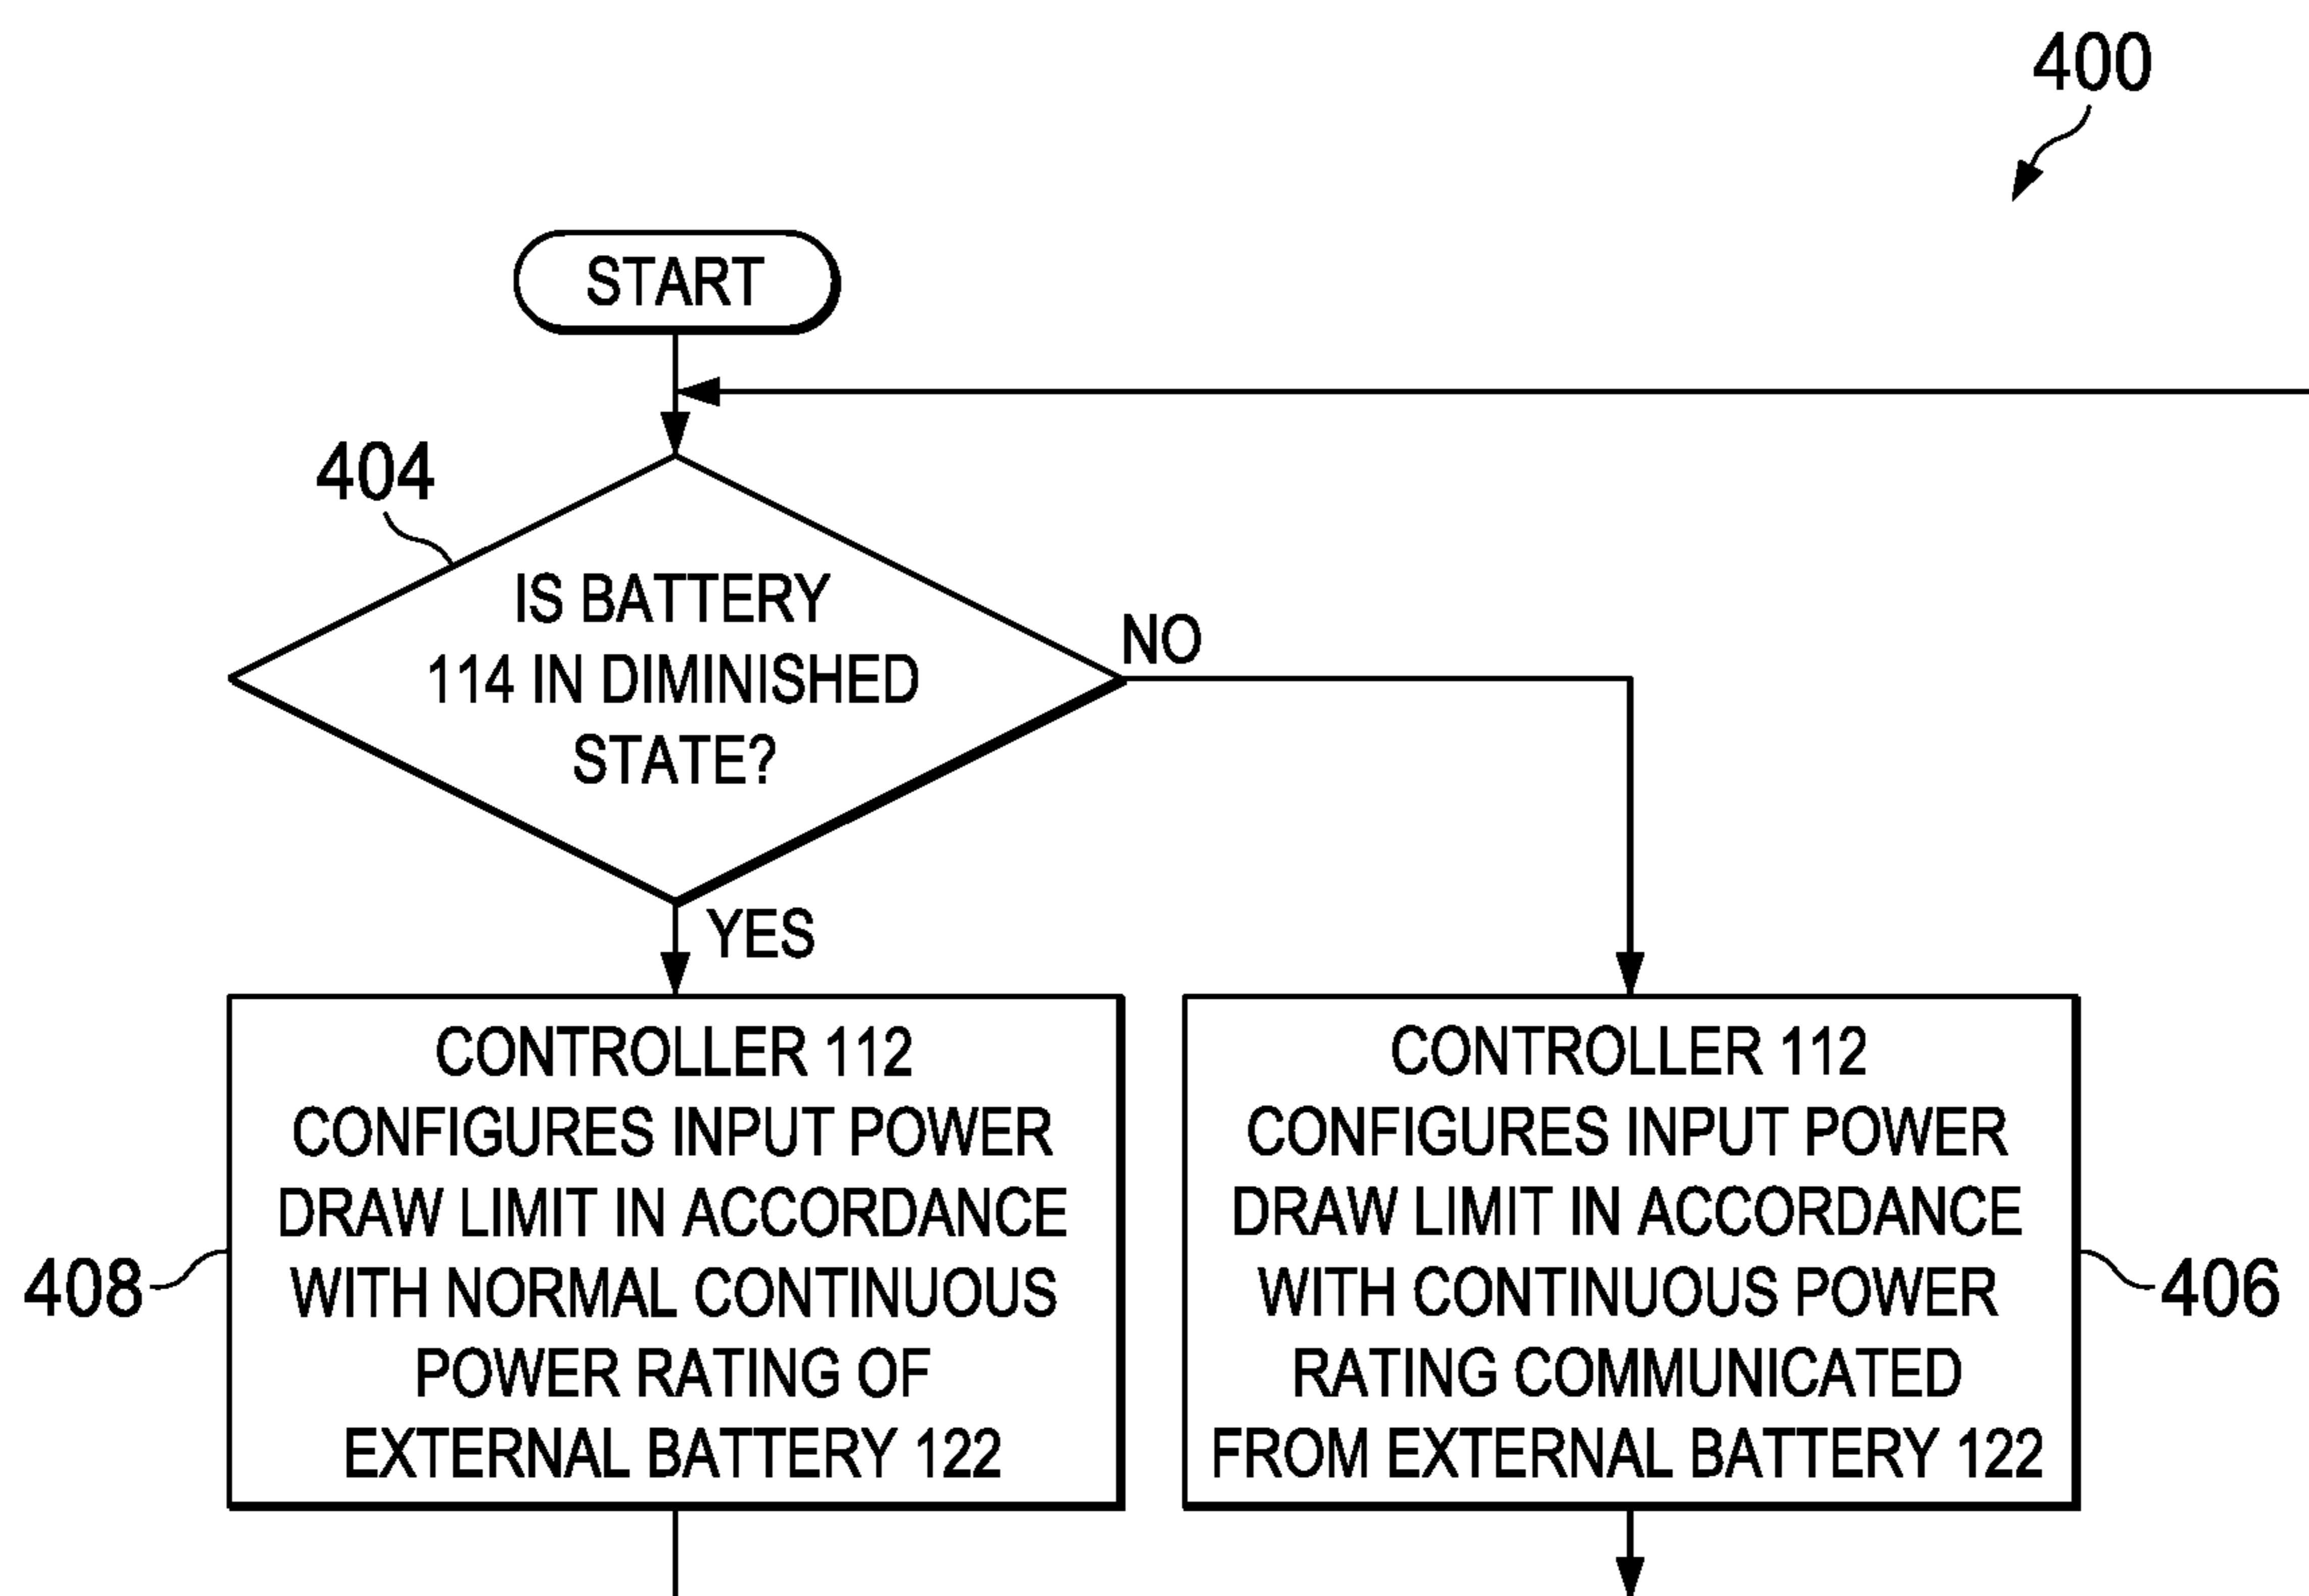 400
START
404
IS BATTERY
114 IN DIMINISHED
STATE?
NO
YES
CONTROLLER 112
CONFIGURES INPUT POWER
DRAW LIMIT IN ACCORDANCE
WITH NORMAL CONTINUOUS
POWER RATING OF
EXTERNAL BATTERY 122
408
CONTROLLER 112
CONFIGURES INPUT POWER
DRAW LIMIT IN ACCORDANCE
WITH CONTINUOUS POWER
RATING COMMUNICATED
FROM EXTERNAL BATTERY 122
406